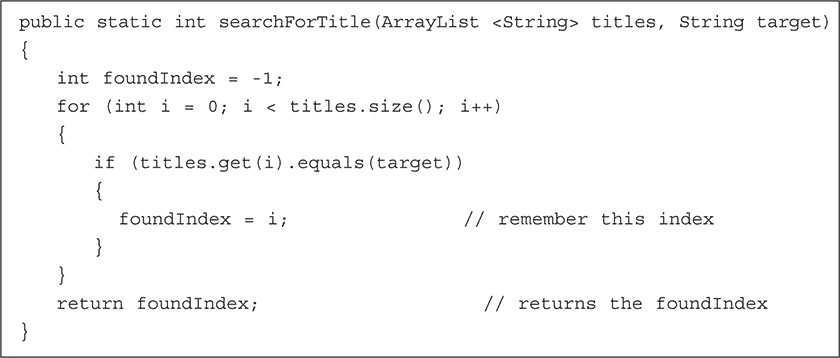 public static int searchForTitle(ArrayList <String> titles, String target)
{
int foundIndex = -1;
for (int i = 0; i < titles.size(); i++)
{
if (titles.get(i).equals(target))
{
foundIndex = i; // remember this index
}
}
return foundIndex; // returns the foundIndex
}